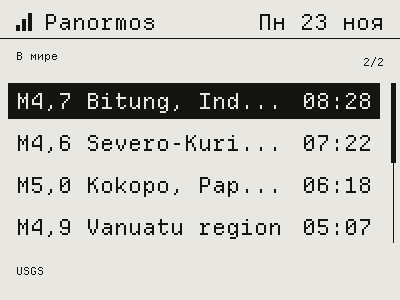 Panormos Пн 23 ноя
В мире 2/2
M4,7 Bitung, Ind... 08:28
M4,6 Severo-Kuri... 07:22
M5,0 Kokopo, Pap... 06:18
M4,9 Vanuatu region 05:07
USGS